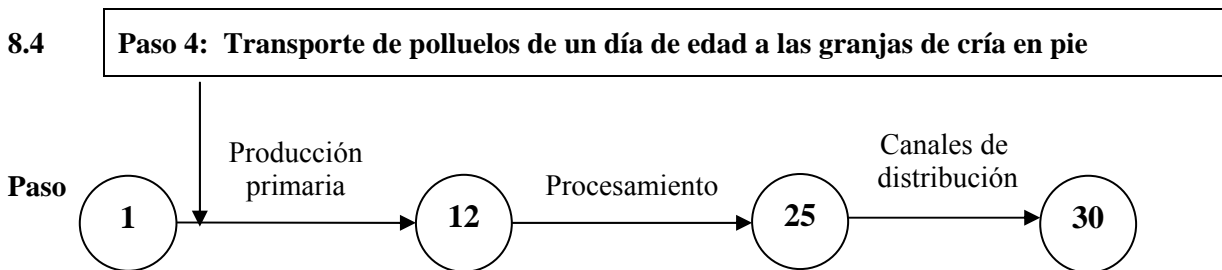 8.4 Paso 4: Transporte de polluelos de un día de edad a las granjas de cría en pie
Producción
primaria
Canales de
distribución
Paso
Procesamiento
1
12
25
30